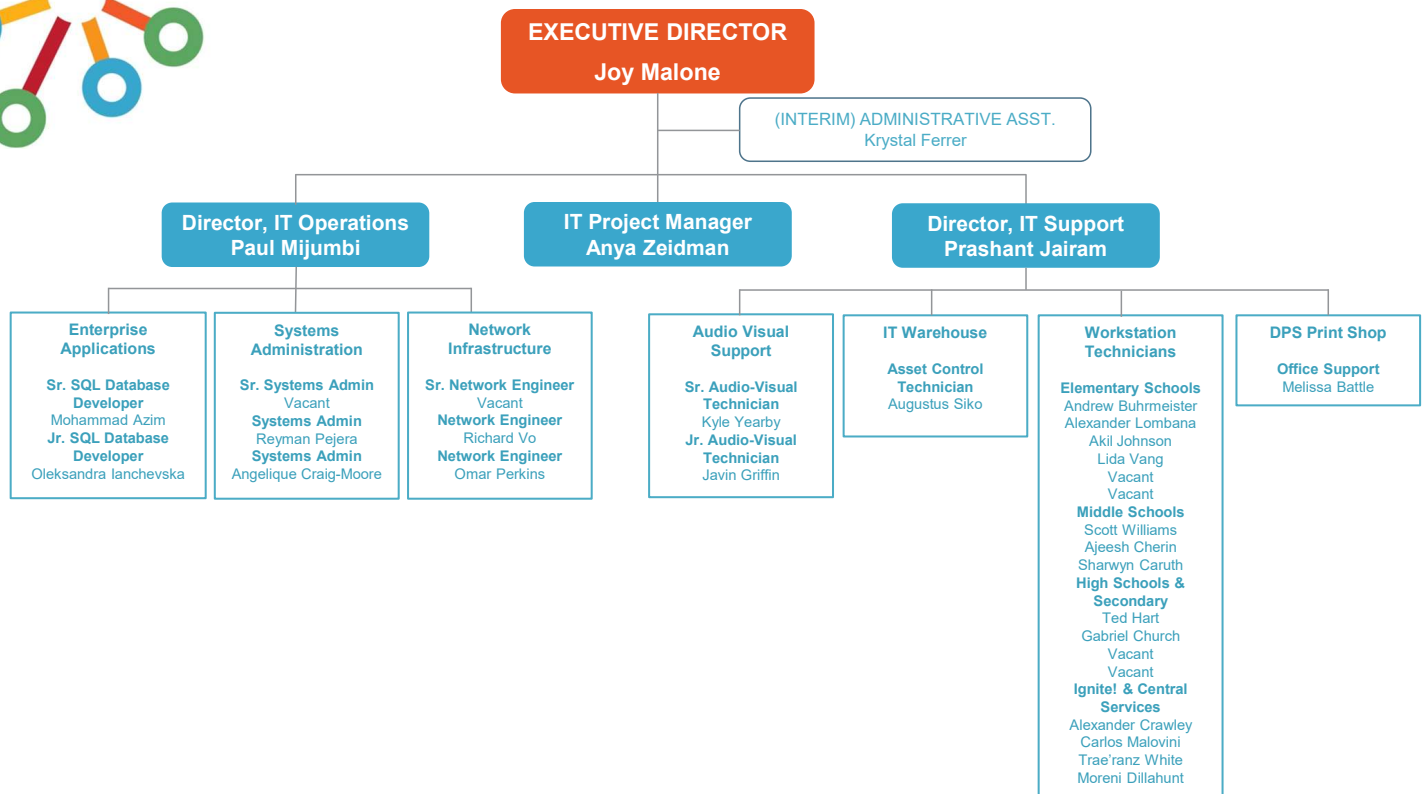 EXECUTIVE DIRECTOR
Joy Malone
(INTERIM) ADMINISTRATIVE ASST.
Krystal Ferrer
Director, IT Operations
Paul Mijumbi
IT Project Manager
Anya Zeidman
Director, IT Support
Prashant Jairam
Enterprise
Applications
Sr. SQL Database
Developer
Mohammad Azim
Jr. SQL Database
Developer
Oleksandra Ianchevska
Systems
Administration
Sr. Systems Admin
Vacant
Systems Admin
Reyman Pejera
Systems Admin
Angelique Craig-Moore
Network
Infrastructure
Sr. Network Engineer
Vacant
Network Engineer
Richard Vo
Network Engineer
Omar Perkins
Audio Visual
Support
Sr. Audio-Visual
Technician
Kyle Yearby
Jr. Audio-Visual
Technician
Javin Griffin
IT Warehouse
Asset Control
Technician
Augustus Siko
Workstation
Technicians
Elementary Schools
Andrew Buhrmeister
Alexander Lombana
Akil Johnson
Lida Vang
Vacant
Vacant
Middle Schools
Scott Williams
Ajeesh Cherin
Sharwyn Caruth
High Schools &
Secondary
Ted Hart
Gabriel Church
Vacant
Vacant
Ignite! & Central
Services
Alexander Crawley
Carlos Malovini
Trae’ranz White
Moreni Dillahunt
DPS Print Shop
Office Support
Melissa Battle